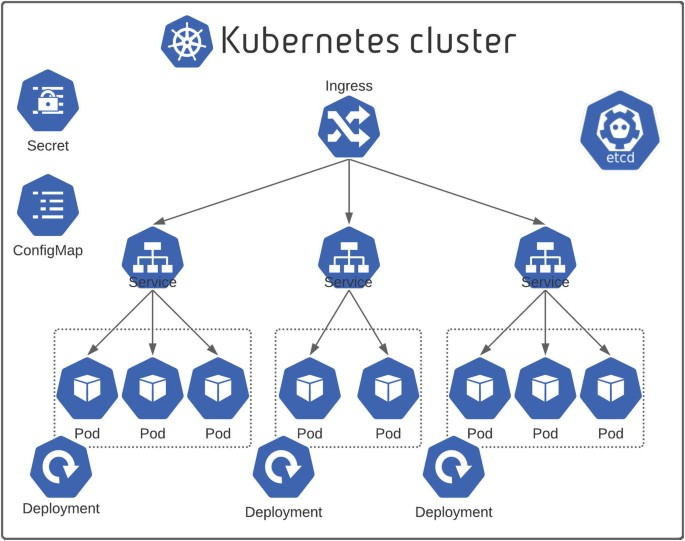 Kubernetes cluster
Ingress
Secret
etcd
ConfigMap
Service
Service
Service
Pod
Pod
Pod
Pod
Pod
Pod
Pod
Pod
Deployment
Deployment
Deployment